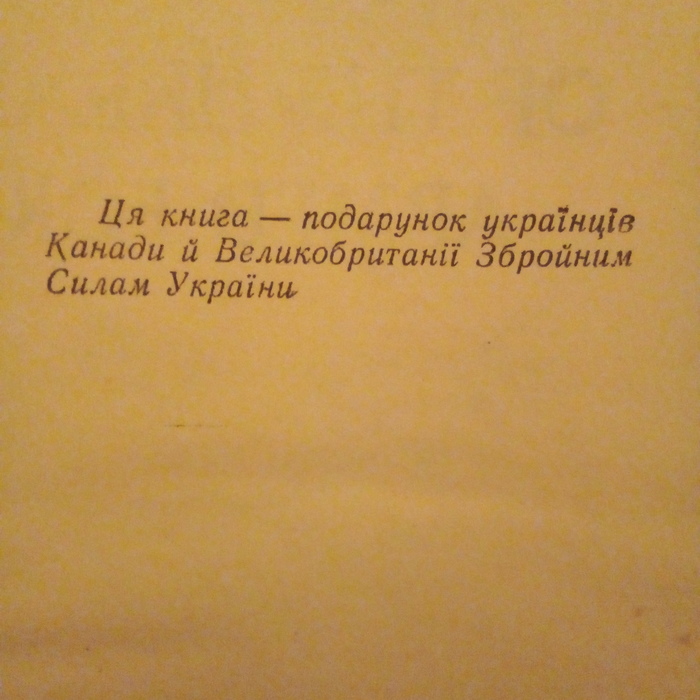 Ця книга — подарунок українців
Канади й Великобританії Збройним
Силам України